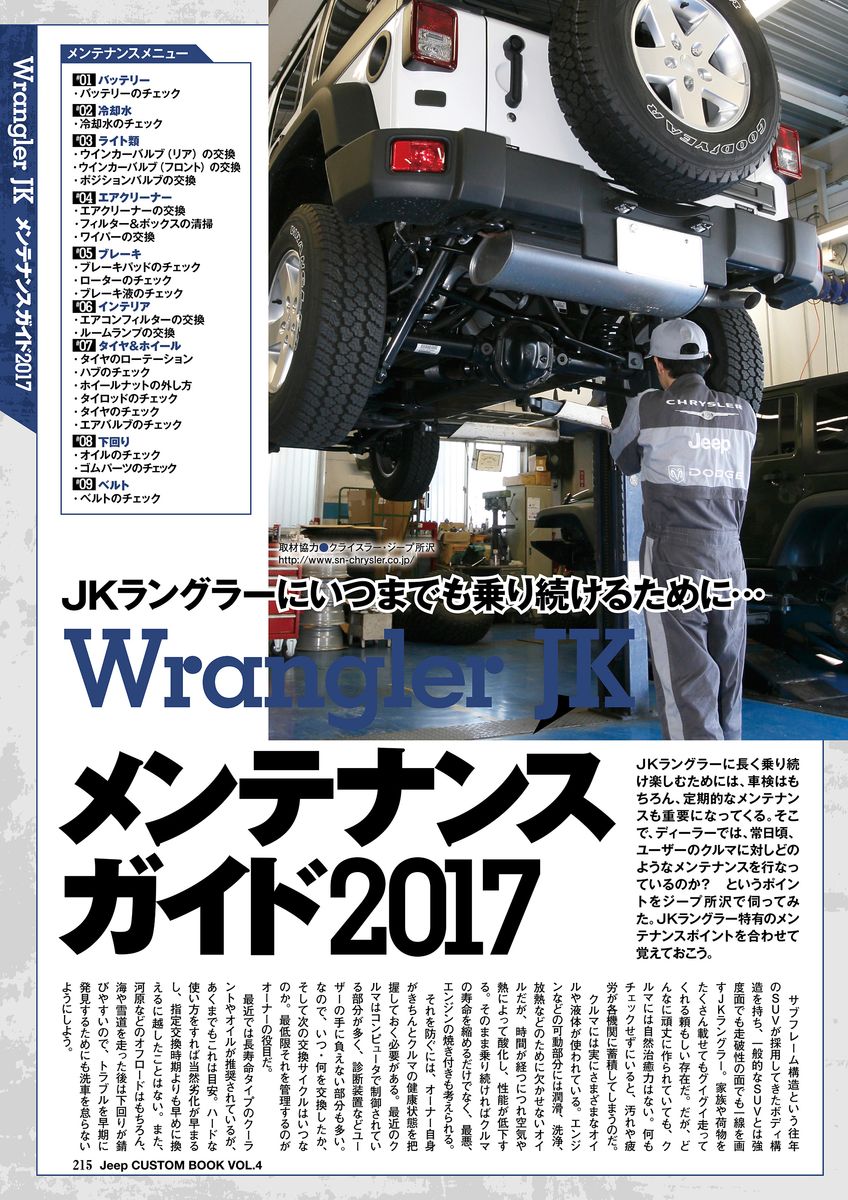 Wrangler JK メンテナンスガイド2017
メンテナンスメニュー
#01 バッテリー
・バッテリーのチェック
#02 冷却水
・冷却水のチェック
#03 ライト類
・ウインカーバルブ(リア)の交換
・ウインカーバルブ(フロント)の交換
・ポジションバルブの交換
#04 エアクリーナー
・エアクリーナーの交換
・フィルター&ボックスの清掃
・ワイパーの交換
#05 ブレーキ
・ブレーキパッドのチェック
・ローターのチェック
・ブレーキ液のチェック
#06 インテリア
・エアコンフィルターの交換
・ルームランプの交換
#07 タイヤ&ホイール
・タイヤのローテーション
・ハブのチェック
・ホイールナットの外し方
・タイロッドのチェック
・タイヤのチェック
・エアバルブのチェック
#08 下回り
・オイルのチェック
・ゴムパーツのチェック
#09 ベルト
・ベルトのチェック
GOODYEAR
CHRYSLER
Jeep
DODGE
取材協力●クライスラー・ジープ所沢
http://www.sn-chrysler.co.jp/
JKラングラーにいつまでも乗り続けるために…
Wrangler JK
メンテナンス
ガイド2017
JKラングラーに長く乗り続
け楽しむためには、車検はも
ちろん、定期的なメンテナン
スも重要になってくる。そこ
で、ディーラーでは、常日頃、
ユーザーのクルマに対しどの
ようなメンテナンスを行なっ
ているのか? というポイン
トをジープ所沢で伺ってみ
た。JKラングラー特有のメン
テナンスポイントを合わせて
覚えておこう。
サブフレーム構造という往年
のSUVが採用してきたボディ構
造を持ち、一般的なSUVとは強
度面でも走破性の面でも一線を画
すJKラングラー。家族や荷物を
たくさん載せてもグイグイ走って
くれる頼もしい存在だ。だが、ど
んなに頑丈に作られていても、ク
ルマには自然治癒力はない。何も
チェックせずにいると、汚れや疲
労が各機関に蓄積してしまうのだ。
クルマには実にさまざまなオイ
ルや液体が使われている。エンジ
ンなどの可動部分には潤滑、洗浄、
放熱などのために欠かせないオイ
ルだが、時間が経つにつれ空気や
熱によって酸化し、性能が低下す
る。そのまま乗り続ければクルマ
の寿命を縮めるだけでなく、最悪、
エンジンの焼き付きも考えられる。
それを防ぐには、オーナー自身
がきちんとクルマの健康状態を把
握しておく必要がある。最近のク
ルマはコンピュータで制御されてい
る部分が多く、診断装置などユー
ザーの手に負えない部分も多い。
なので、いつ・何を交換したか、
そして次の交換サイクルはいつな
のか。最低限それを管理するのが
オーナーの役目だ。
最近では長寿命タイプのクーラ
ントやオイルが推奨されているが、
あくまでもこれは目安。ハードな
使い方をすれば当然劣化が早まる
し、指定交換時期よりも早めに換
えるに越したことはない。また、
河原などのオフロードはもちろん、
海や雪道を走った後は下回りが錆
びやすいので、トラブルを早期に
発見するためにも洗車を怠らない
ようにしよう。
215 Jeep CUSTOM BOOK VOL.4